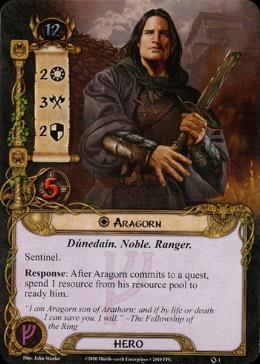 12
2
3
2
5
Aragorn
Dúnedain. Noble. Ranger.
Sentinel.
Response: After Aragorn commits to a quest,
spend 1 resource from his resource pool to
ready him.
"I am Aragorn son of Arathorn; and if by life or death
I can save you, I will." –The Fellowship of
the Ring
HERO
Illus. John Stanko
©2010 Middle-earth Enterprises ©2010 FFG
1